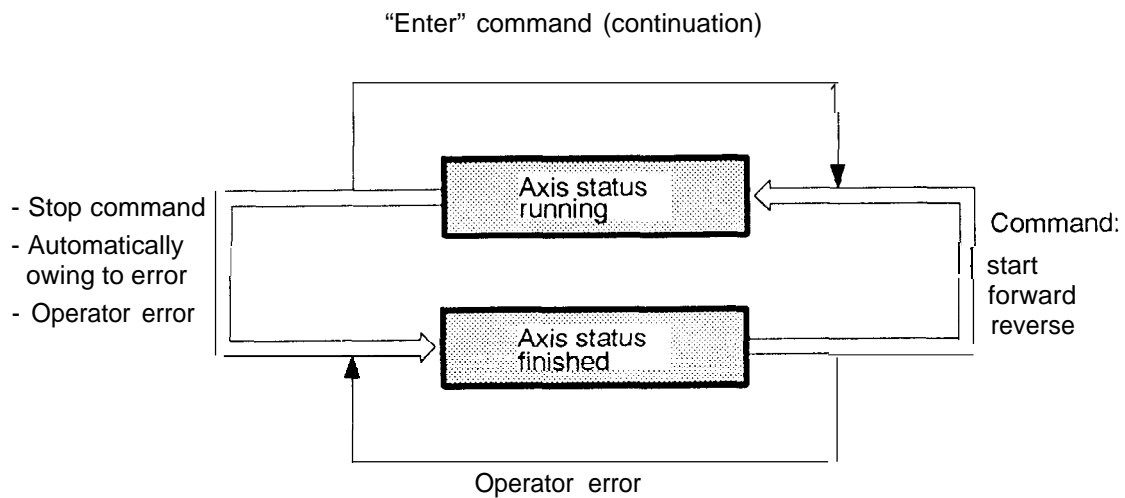 “Enter” command (continuation)
Axis status
running
- Stop command
- Automatically
owing to error
- Operator error
Command:
start
forward
reverse
Axis status
finished
Operator error